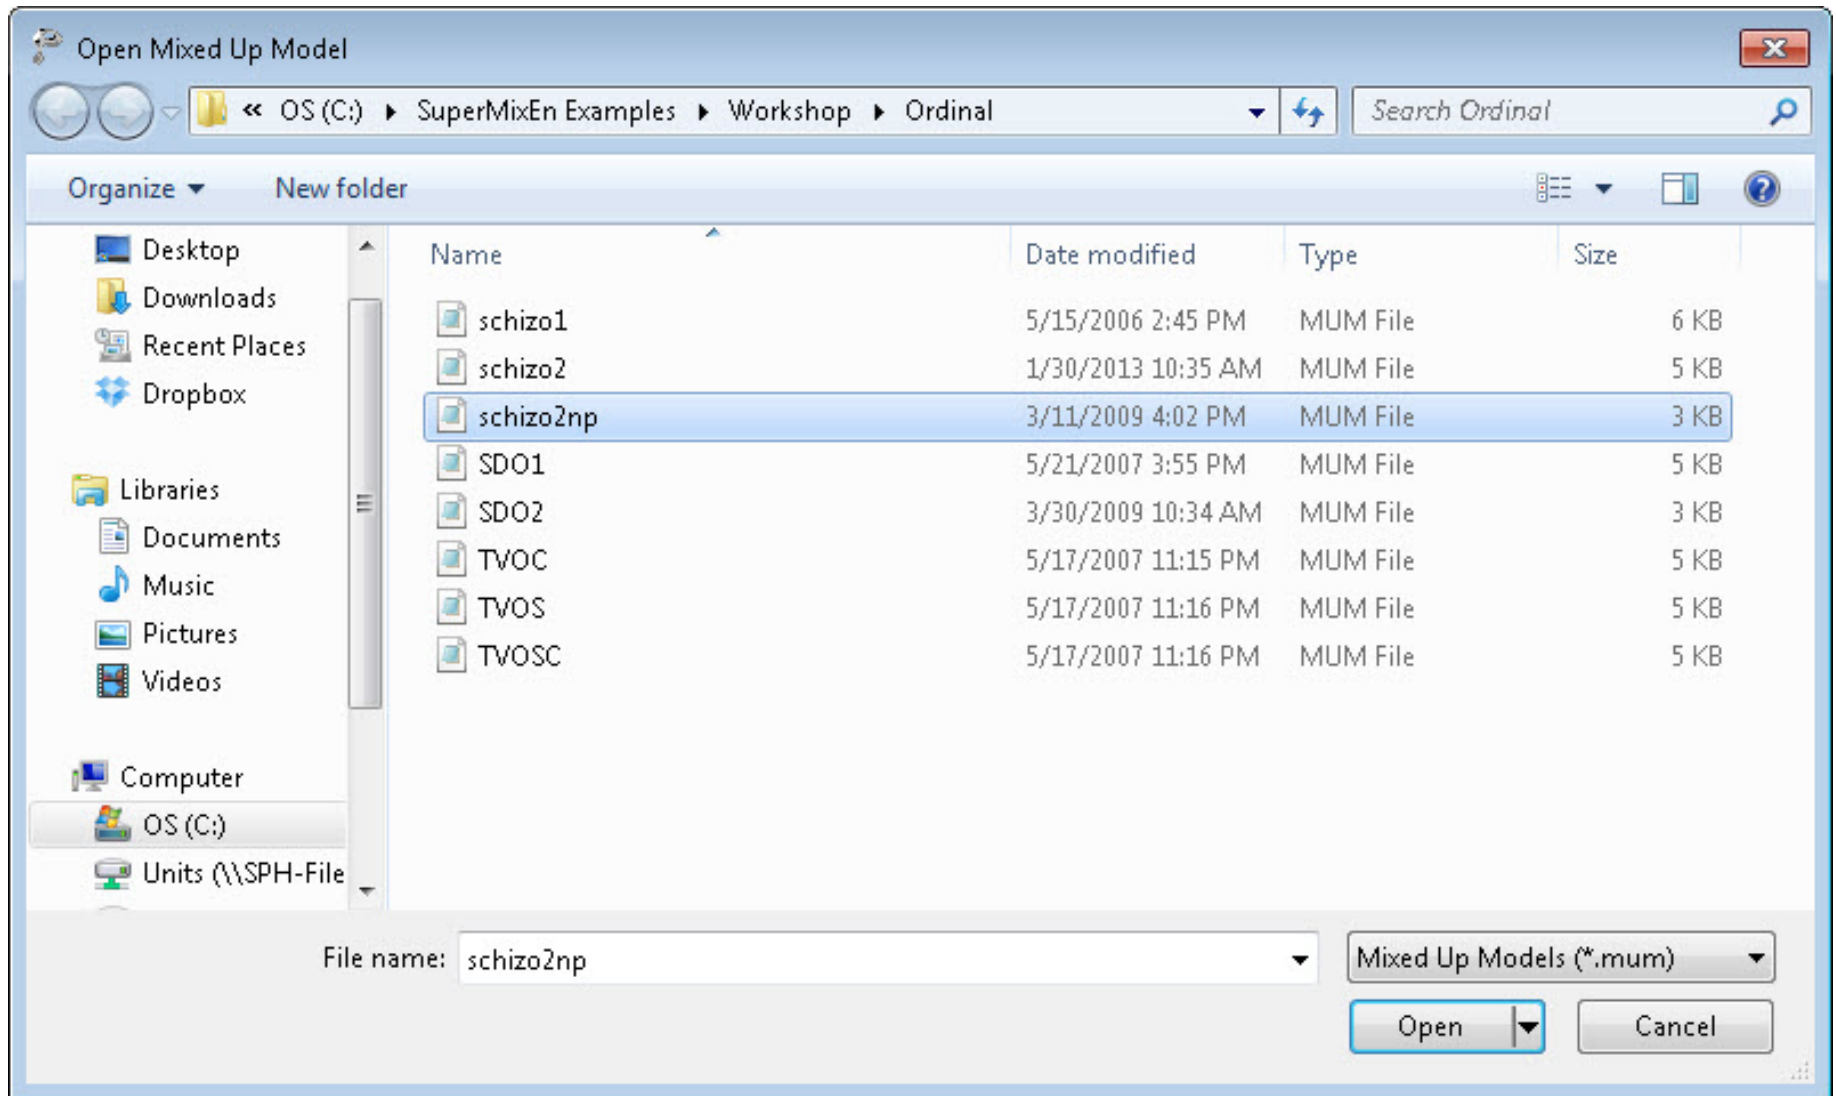 Open Mixed Up Model
« OS (C:) SuperMixEn Examples Workshop Ordinal Search Ordinal
Organize New folder
Name Date modified Type Size
Desktop
Downloads
Recent Places
Dropbox
Libraries
Documents
Music
Pictures
Videos
Computer
OS (C:)
Units (\\SPH-File
schizo1 5/15/2006 2:45 PM MUM File 6 KB
schizo2 1/30/2013 10:35 AM MUM File 5 KB
schizo2np 3/11/2009 4:02 PM MUM File 3 KB
SDO1 5/21/2007 3:55 PM MUM File 5 KB
SDO2 3/30/2009 10:34 AM MUM File 3 KB
TVOC 5/17/2007 11:15 PM MUM File 5 KB
TVOS 5/17/2007 11:16 PM MUM File 5 KB
TVOSC 5/17/2007 11:16 PM MUM File 5 KB
File name: schizo2np Mixed Up Models (*.mum)
Open Cancel